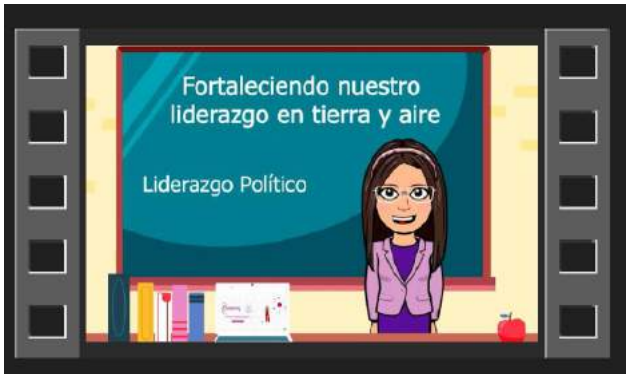 Fortaleciendo nuestro
liderazgo en tierra y aire
Liderazgo Político